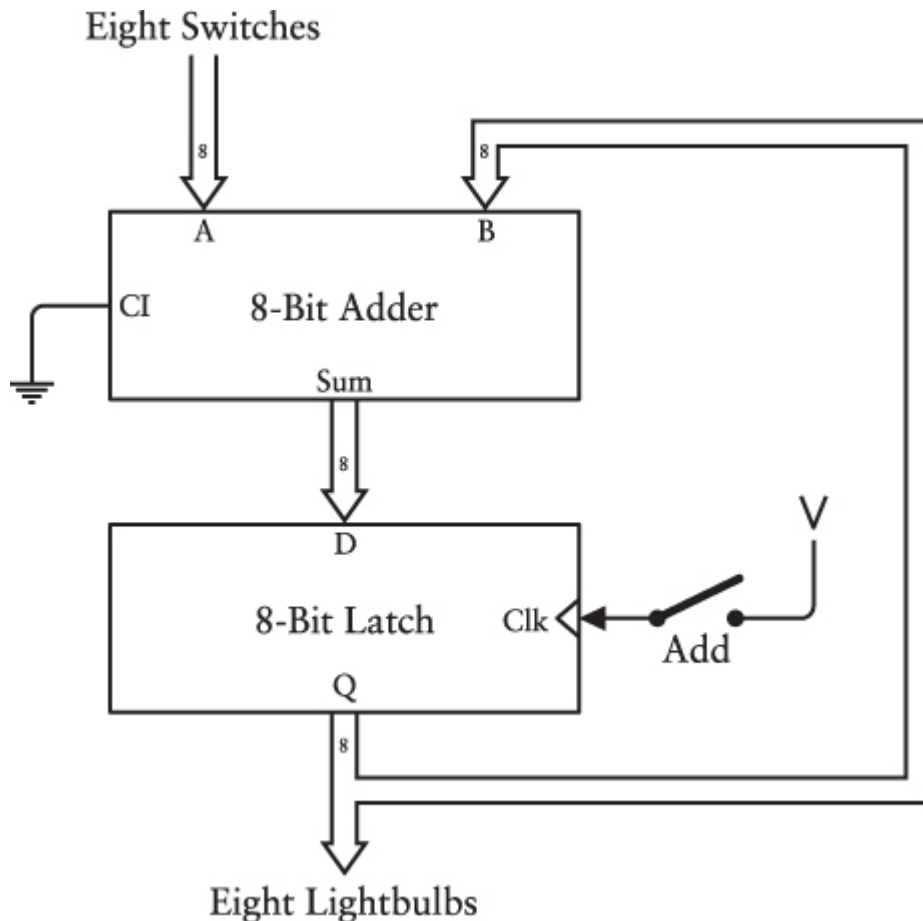 Eight Switches
8
8
A
B
CI
8-Bit Adder
Sum
8
V
D
8-Bit Latch
Clk
Add
Q
8
Eight Lightbulbs